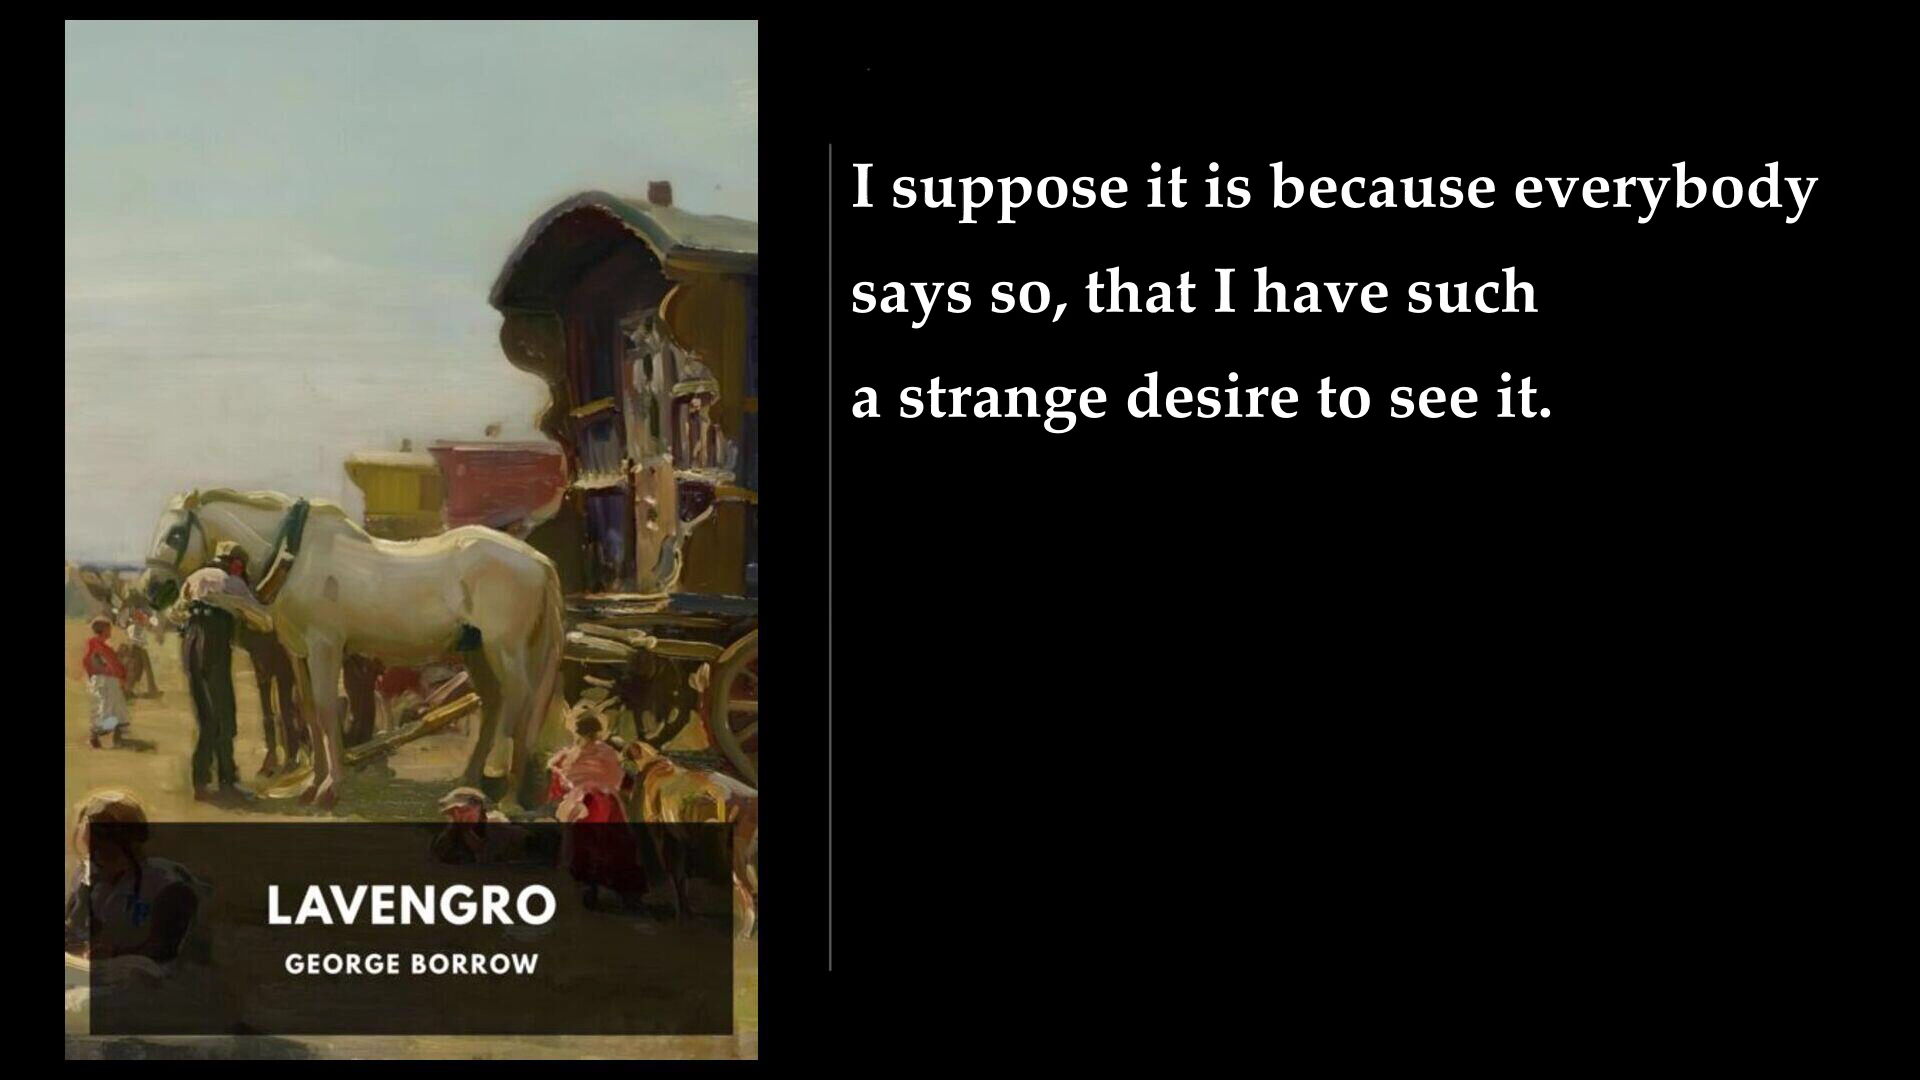 I suppose it is because everybody
says so, that I have such
a strange desire to see it.
LAVENGRO
GEORGE BORROW